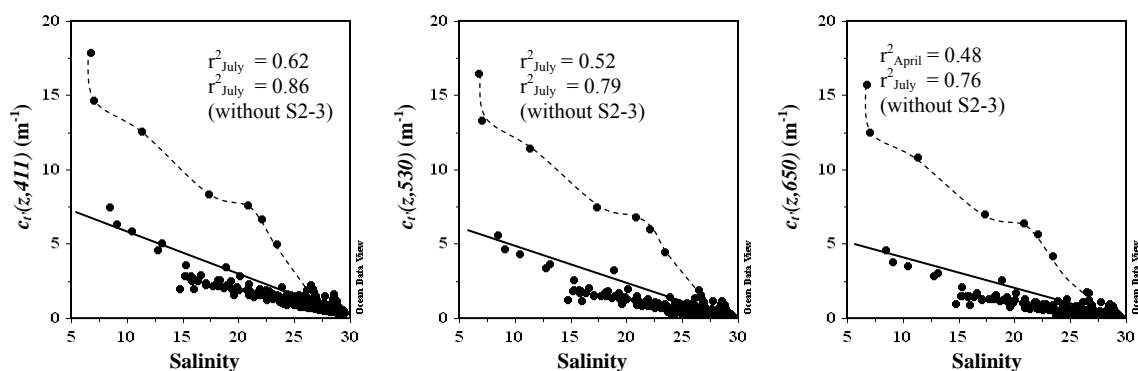 20
15
10
5
0
c_t'(z,411) (m⁻¹)
r²July = 0.62
r²July = 0.86
(without S2-3)
5 10 15 20 25 30
Salinity
Ocean Data View
20
15
10
5
0
c_t'(z,530) (m⁻¹)
r²July = 0.52
r²July = 0.79
(without S2-3)
5 10 15 20 25 30
Salinity
Ocean Data View
20
15
10
5
0
c_t'(z,650) (m⁻¹)
r²April = 0.48
r²July = 0.76
(without S2-3)
5 10 15 20 25 30
Salinity
Ocean Data View